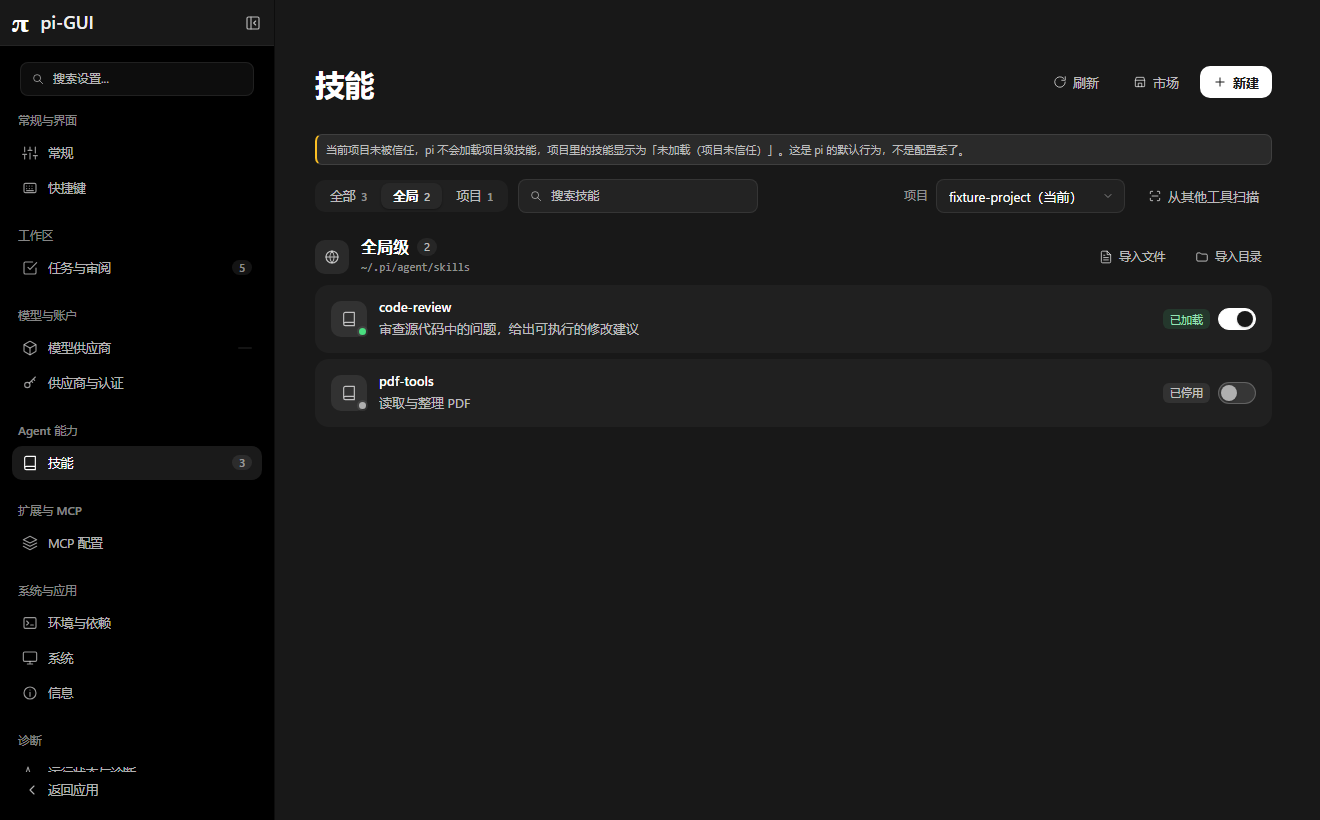 π pi-GUI
搜索设置...
常规与界面
常规
快捷键
工作区
任务与审阅 5
模型与账户
模型供应商
供应商与认证
Agent 能力
技能 3
扩展与 MCP
MCP 配置
系统与应用
环境与依赖
系统
信息
诊断
返回应用
技能
刷新 市场 新建
当前项目未被信任，pi 不会加载项目级技能，项目里的技能显示为「未加载（项目未信任）」。这是 pi 的默认行为，不是配置丢了。
全部 3 全局 2 项目 1 搜索技能 项目 fixture-project（当前） 从其他工具扫描
全局级 2 导入文件 导入目录
~/.pi/agent/skills
code-review
审查源代码中的问题，给出可执行的修改建议 已加载
pdf-tools
读取与整理 PDF 已停用